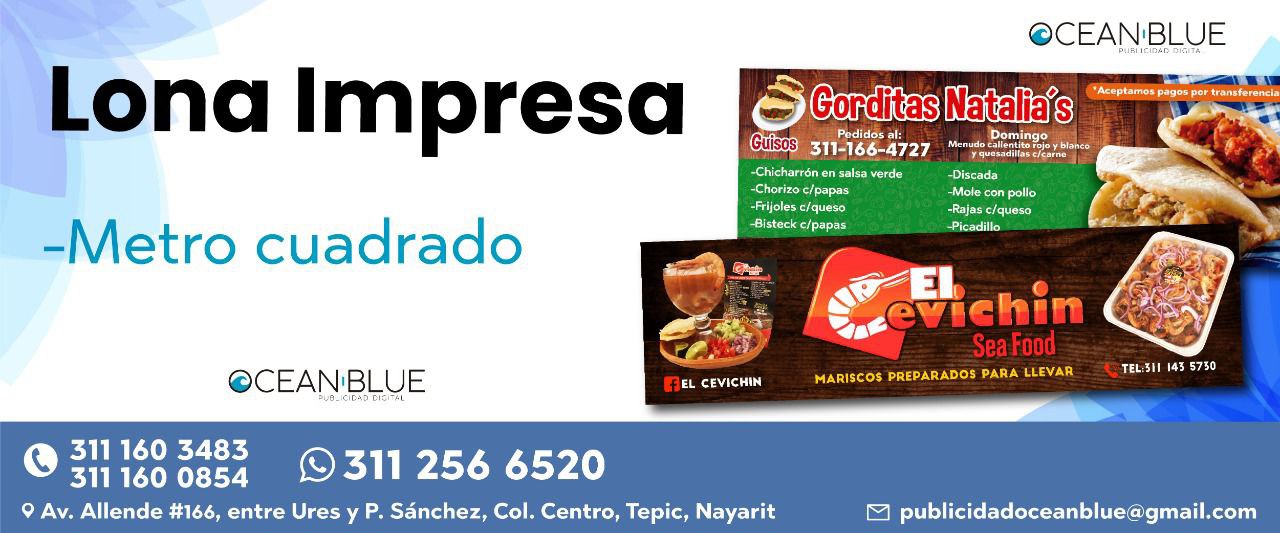 OCEAN BLUE
PUBLICIDAD DIGITAL
Lona Impresa
-Metro cuadrado
Gorditas Natalia´s
*Aceptamos pagos por transferencia
Guisos
Pedidos al:
311-166-4727
Domingo
Menudo callentito rojo y blanco
y quesadillas c/carne
-Chicharrón en salsa verde
-Chorizo c/papas
-Frijoles c/queso
-Bisteck c/papas
-Discada
-Mole con pollo
-Rajas c/queso
-Picadillo
El
Cevichin
Sea Food
MARISCOS PREPARADOS PARA LLEVAR
EL CEVICHIN
TEL:311 143 5730
OCEAN BLUE
PUBLICIDAD DIGITAL
311 160 3483
311 160 0854
311 256 6520
Av. Allende #166, entre Ures y P. Sánchez, Col. Centro, Tepic, Nayarit
publicidadoceanblue@gmail.com